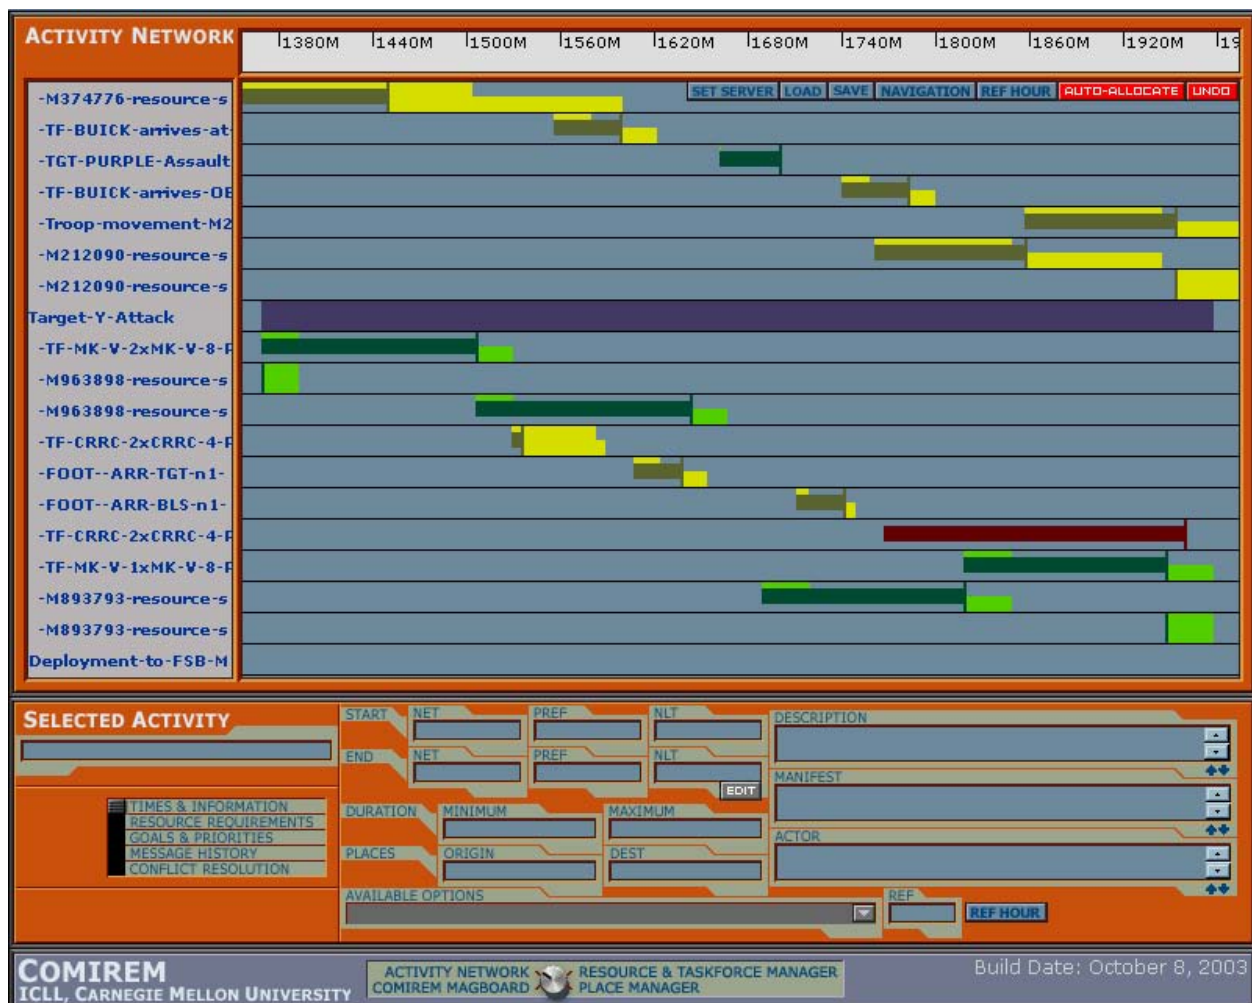 ACTIVITY NETWORK
1380M 1440M 1500M 1560M 1620M 1680M 1740M 1800M 1860M 1920M 19
SET SERVER LOAD SAVE NAVIGATION REF HOUR AUTO-ALLOCATE UNDO
-M374776-resource-s
-TF-BUICK-arrives-at-
-TGT-PURPLE-Assault
-TF-BUICK-arrives-OB
-Troop-movement-M2
-M212090-resource-s
-M212090-resource-s
Target-Y-Attack
-TF-MK-V-2xMK-V-8-P
-M963898-resource-s
-M963898-resource-s
-TF-CRRC-2xCRRC-4-P
-FOOT--ARR-TGT-n1-
-FOOT--ARR-BLS-n1-
-TF-CRRC-2xCRRC-4-P
-TF-MK-V-1xMK-V-8-P
-M893793-resource-s
-M893793-resource-s
Deployment-to-FSB-M
SELECTED ACTIVITY
TIMES & INFORMATION
RESOURCE REQUIREMENTS
GOALS & PRIORITIES
MESSAGE HISTORY
CONFLICT RESOLUTION
START NET PREF NLT
END NET PREF NLT
EDIT
DURATION MINIMUM MAXIMUM
PLACES ORIGIN DEST
DESCRIPTION
MANIFEST
ACTOR
AVAILABLE OPTIONS
REF
REF HOUR
COMIREM
ICLL, CARNEGIE MELLON UNIVERSITY
ACTIVITY NETWORK RESOURCE & TASKFORCE MANAGER
COMIREM MAGBOARD PLACE MANAGER
Build Date: October 8, 2003